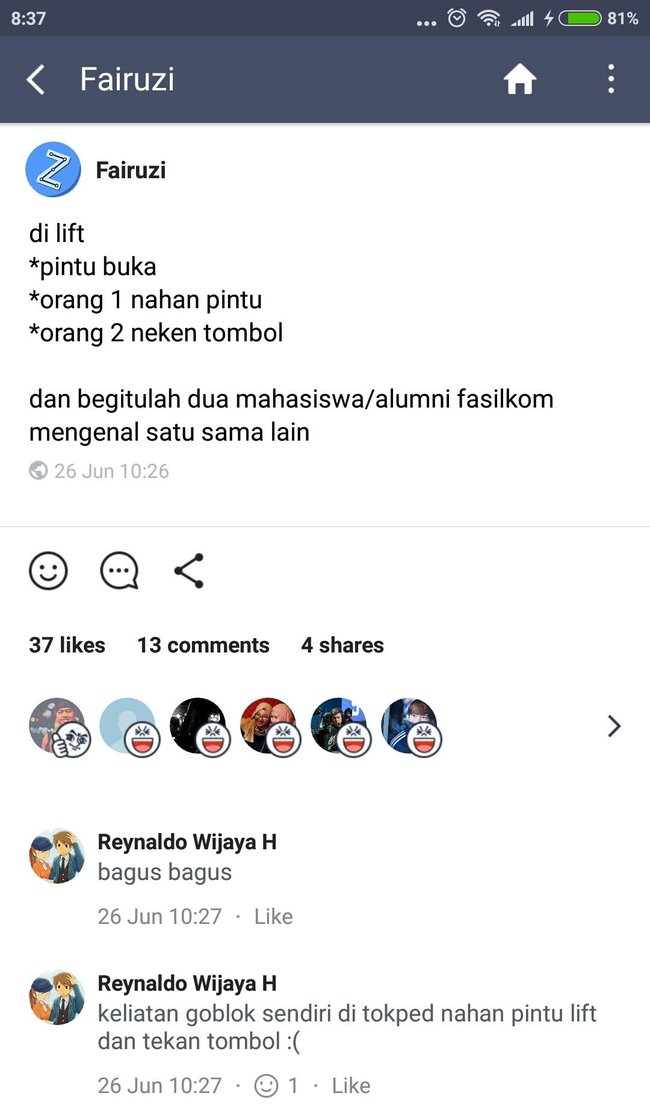 8:37
81%
Fairuzi
Fairuzi
di lift
*pintu buka
*orang 1 nahan pintu
*orang 2 neken tombol
dan begitulah dua mahasiswa/alumni fasilkom
mengenal satu sama lain
26 Jun 10:26
37 likes 13 comments 4 shares
Reynaldo Wijaya H
bagus bagus
26 Jun 10:27 · Like
Reynaldo Wijaya H
keliatan goblok sendiri di tokped nahan pintu lift
dan tekan tombol :(
26 Jun 10:27 · 1 · Like